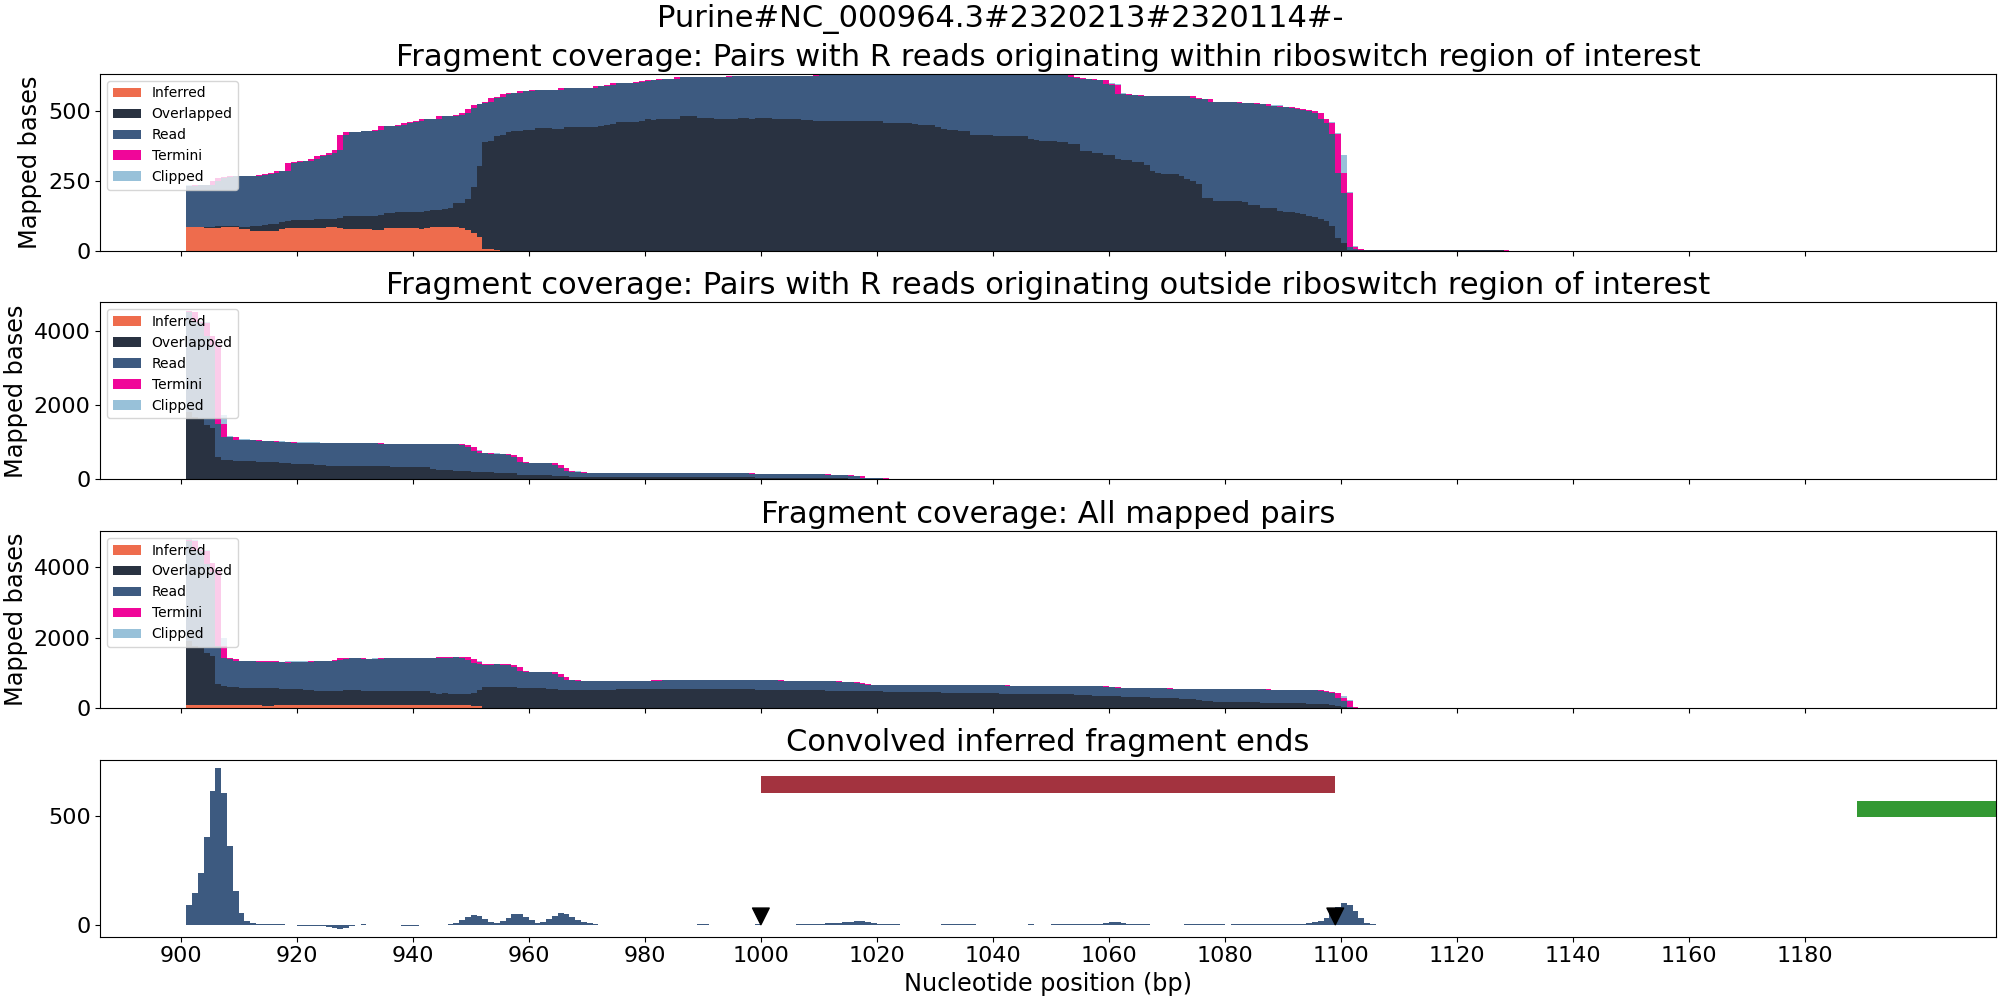 Purine#NC_000964.3#2320213#2320114#-
Fragment coverage: Pairs with R reads originating within riboswitch region of interest
Mapped bases
500
250
0
Inferred
Overlapped
Read
Termini
Clipped
Fragment coverage: Pairs with R reads originating outside riboswitch region of interest
Mapped bases
4000
2000
0
Inferred
Overlapped
Read
Termini
Clipped
Fragment coverage: All mapped pairs
Mapped bases
4000
2000
0
Inferred
Overlapped
Read
Termini
Clipped
Convolved inferred fragment ends
500
0
900 920 940 960 980 1000 1020 1040 1060 1080 1100 1120 1140 1160 1180
Nucleotide position (bp)